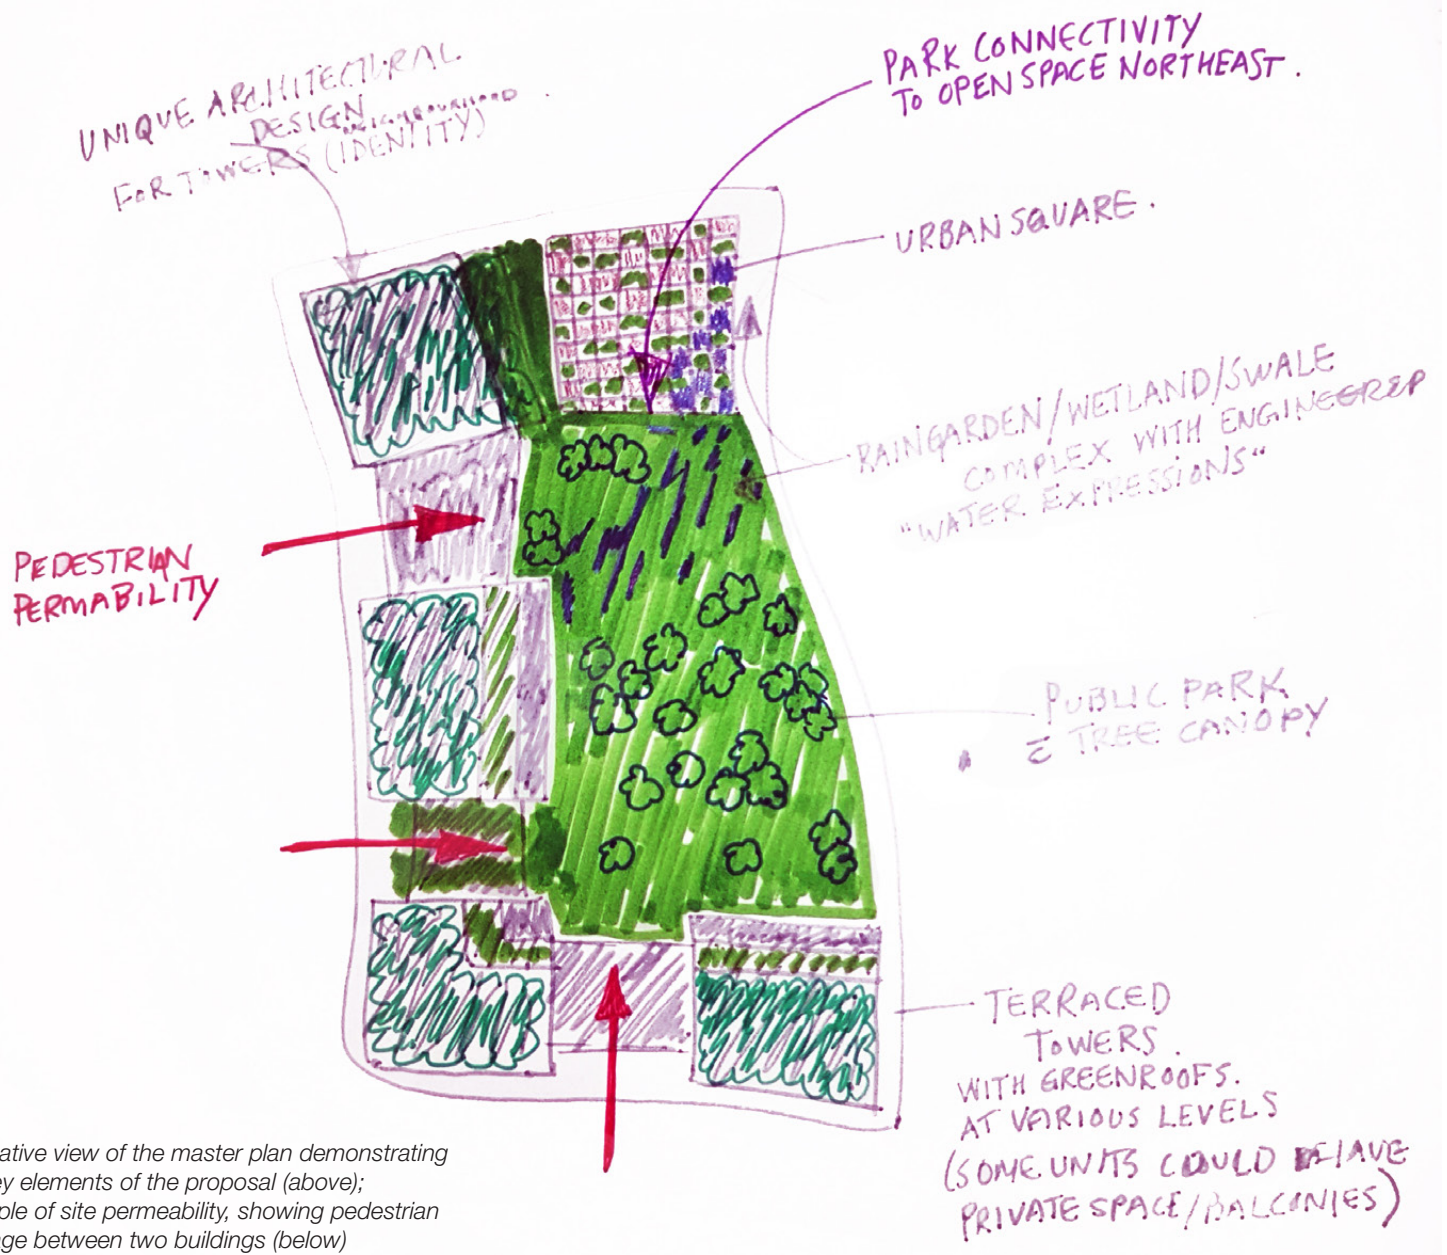 UNIQUE ARCHITECTURAL
DESIGN
NEIGHBOURHOOD
FOR TOWERS (IDENTITY)
PARK CONNECTIVITY
TO OPEN SPACE NORTHEAST.
URBAN SQUARE.
RAINGARDEN/WETLAND/SWALE
COMPLEX WITH ENGINEERED
"WATER EXPRESSIONS"
PEDESTRIAN
PERMABILITY
PUBLIC PARK
TREE CANOPY
TERRACED
TOWERS.
WITH GREENROOFS.
AT VARIOUS LEVELS
(SOME UNITS COULD HAVE
PRIVATE SPACE/BALCONIES)
ative view of the master plan demonstrating
ey elements of the proposal (above);
ple of site permeability, showing pedestrian
ge between two buildings (below)